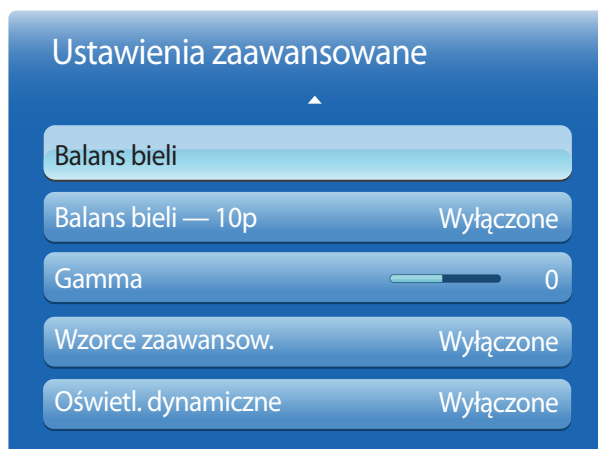 Ustawienia zaawansowane
Balans bieli
Balans bieli — 10p Wyłączone
Gamma 0
Wzorce zaawansow. Wyłączone
Oświetl. dynamiczne Wyłączone